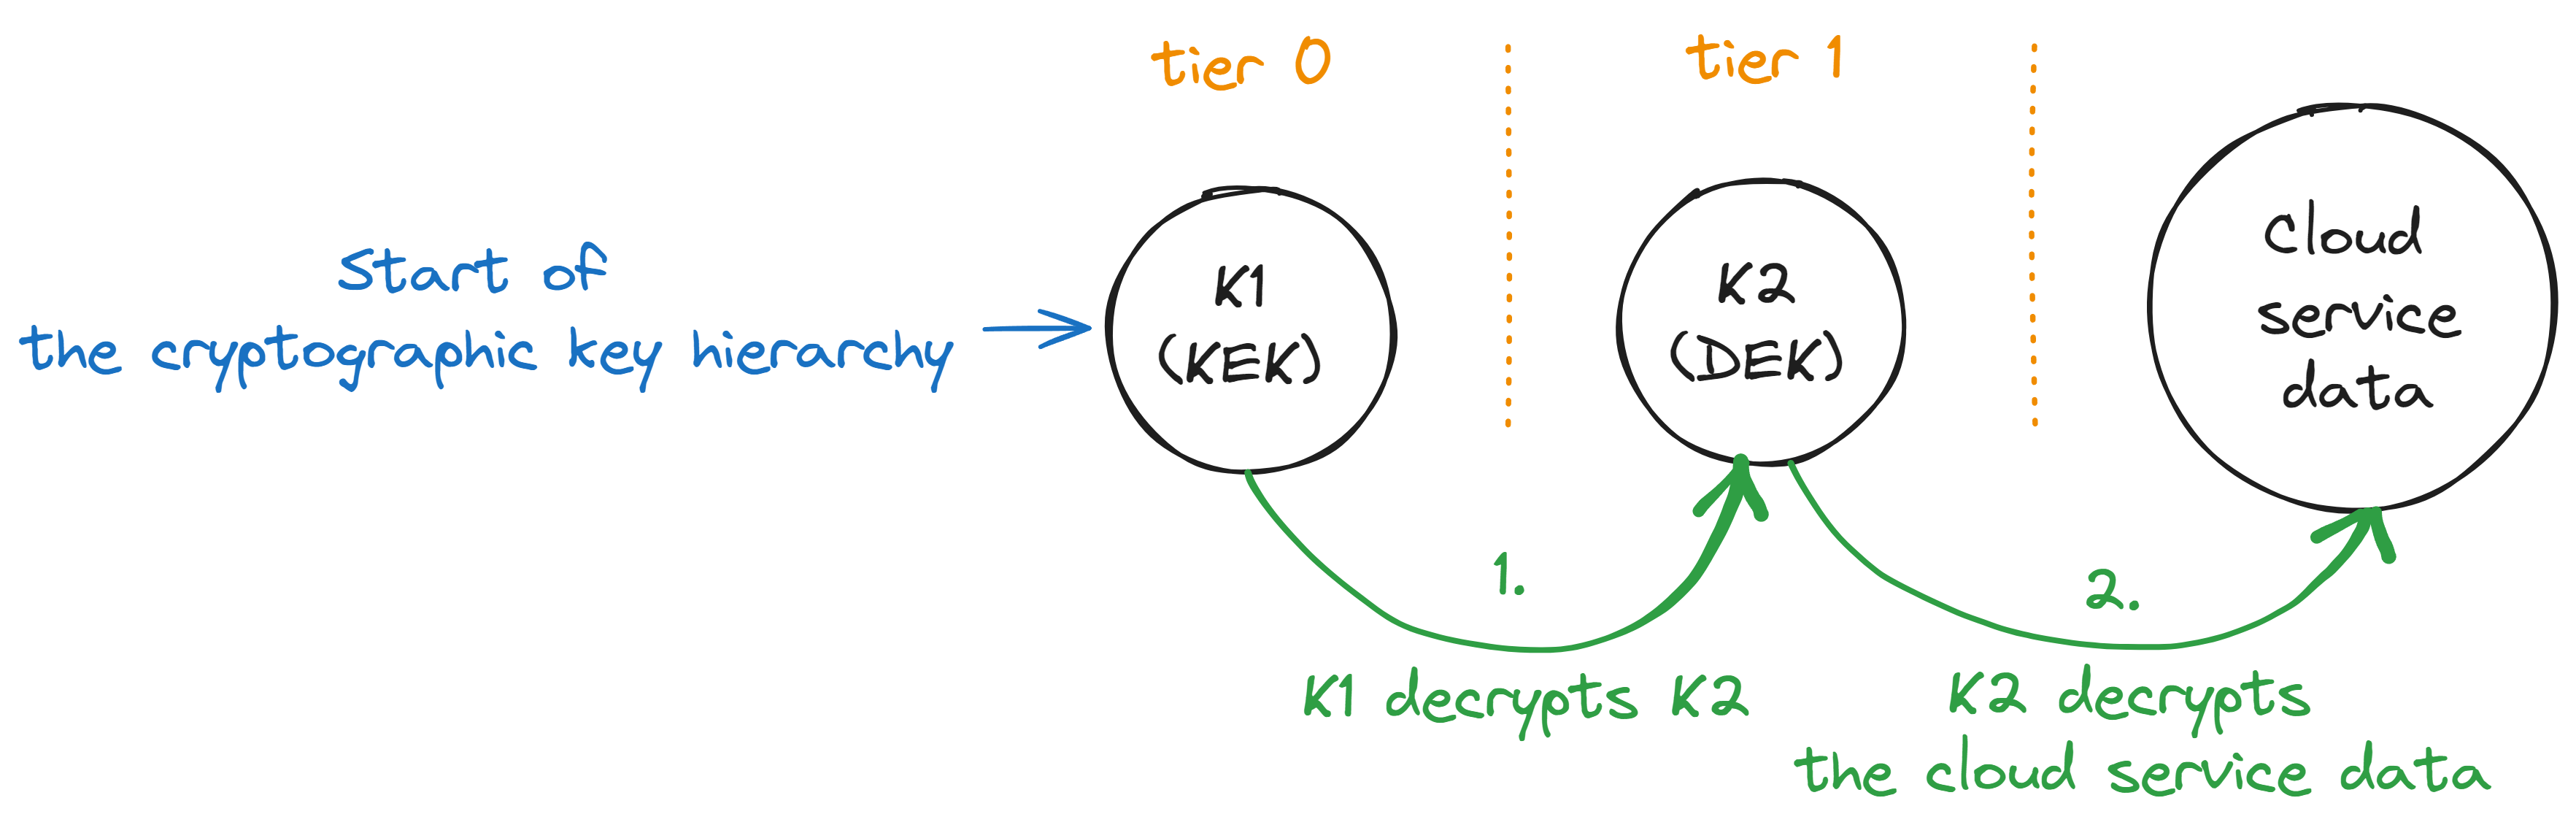 tier 0
tier 1
Start of
the cryptographic key hierarchy
K1
(KEK)
K2
(DEK)
Cloud
service
data
1.
K1 decrypts K2
2.
K2 decrypts
the cloud service data